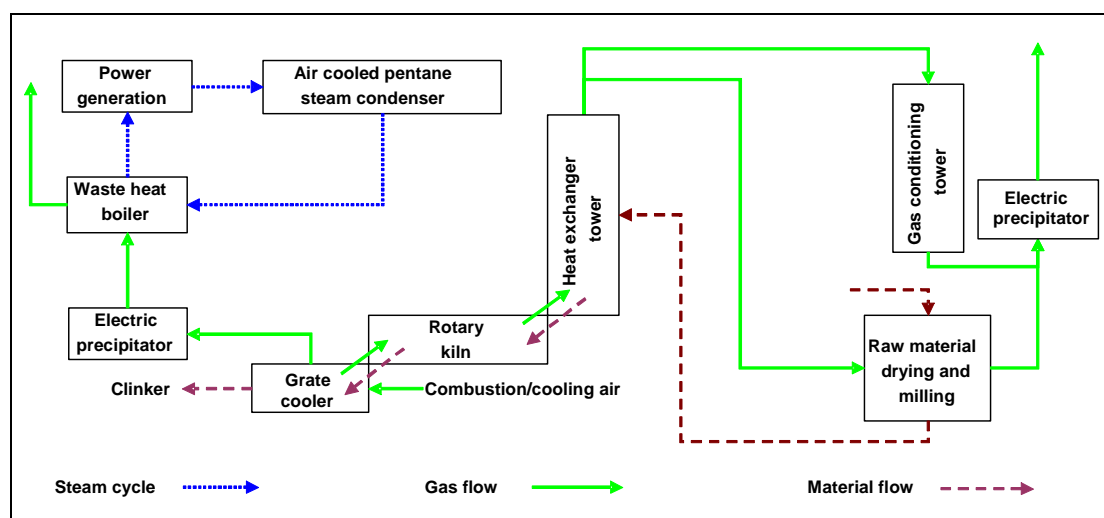 Power
generation
Air cooled pentane
steam condenser
Waste heat
boiler
Electric
precipitator
Clinker
Grate
cooler
Rotary
kiln
Combustion/cooling air
Heat exchanger
tower
Gas conditioning
tower
Electric
precipitator
Raw material
drying and
milling
Steam cycle
Gas flow
Material flow